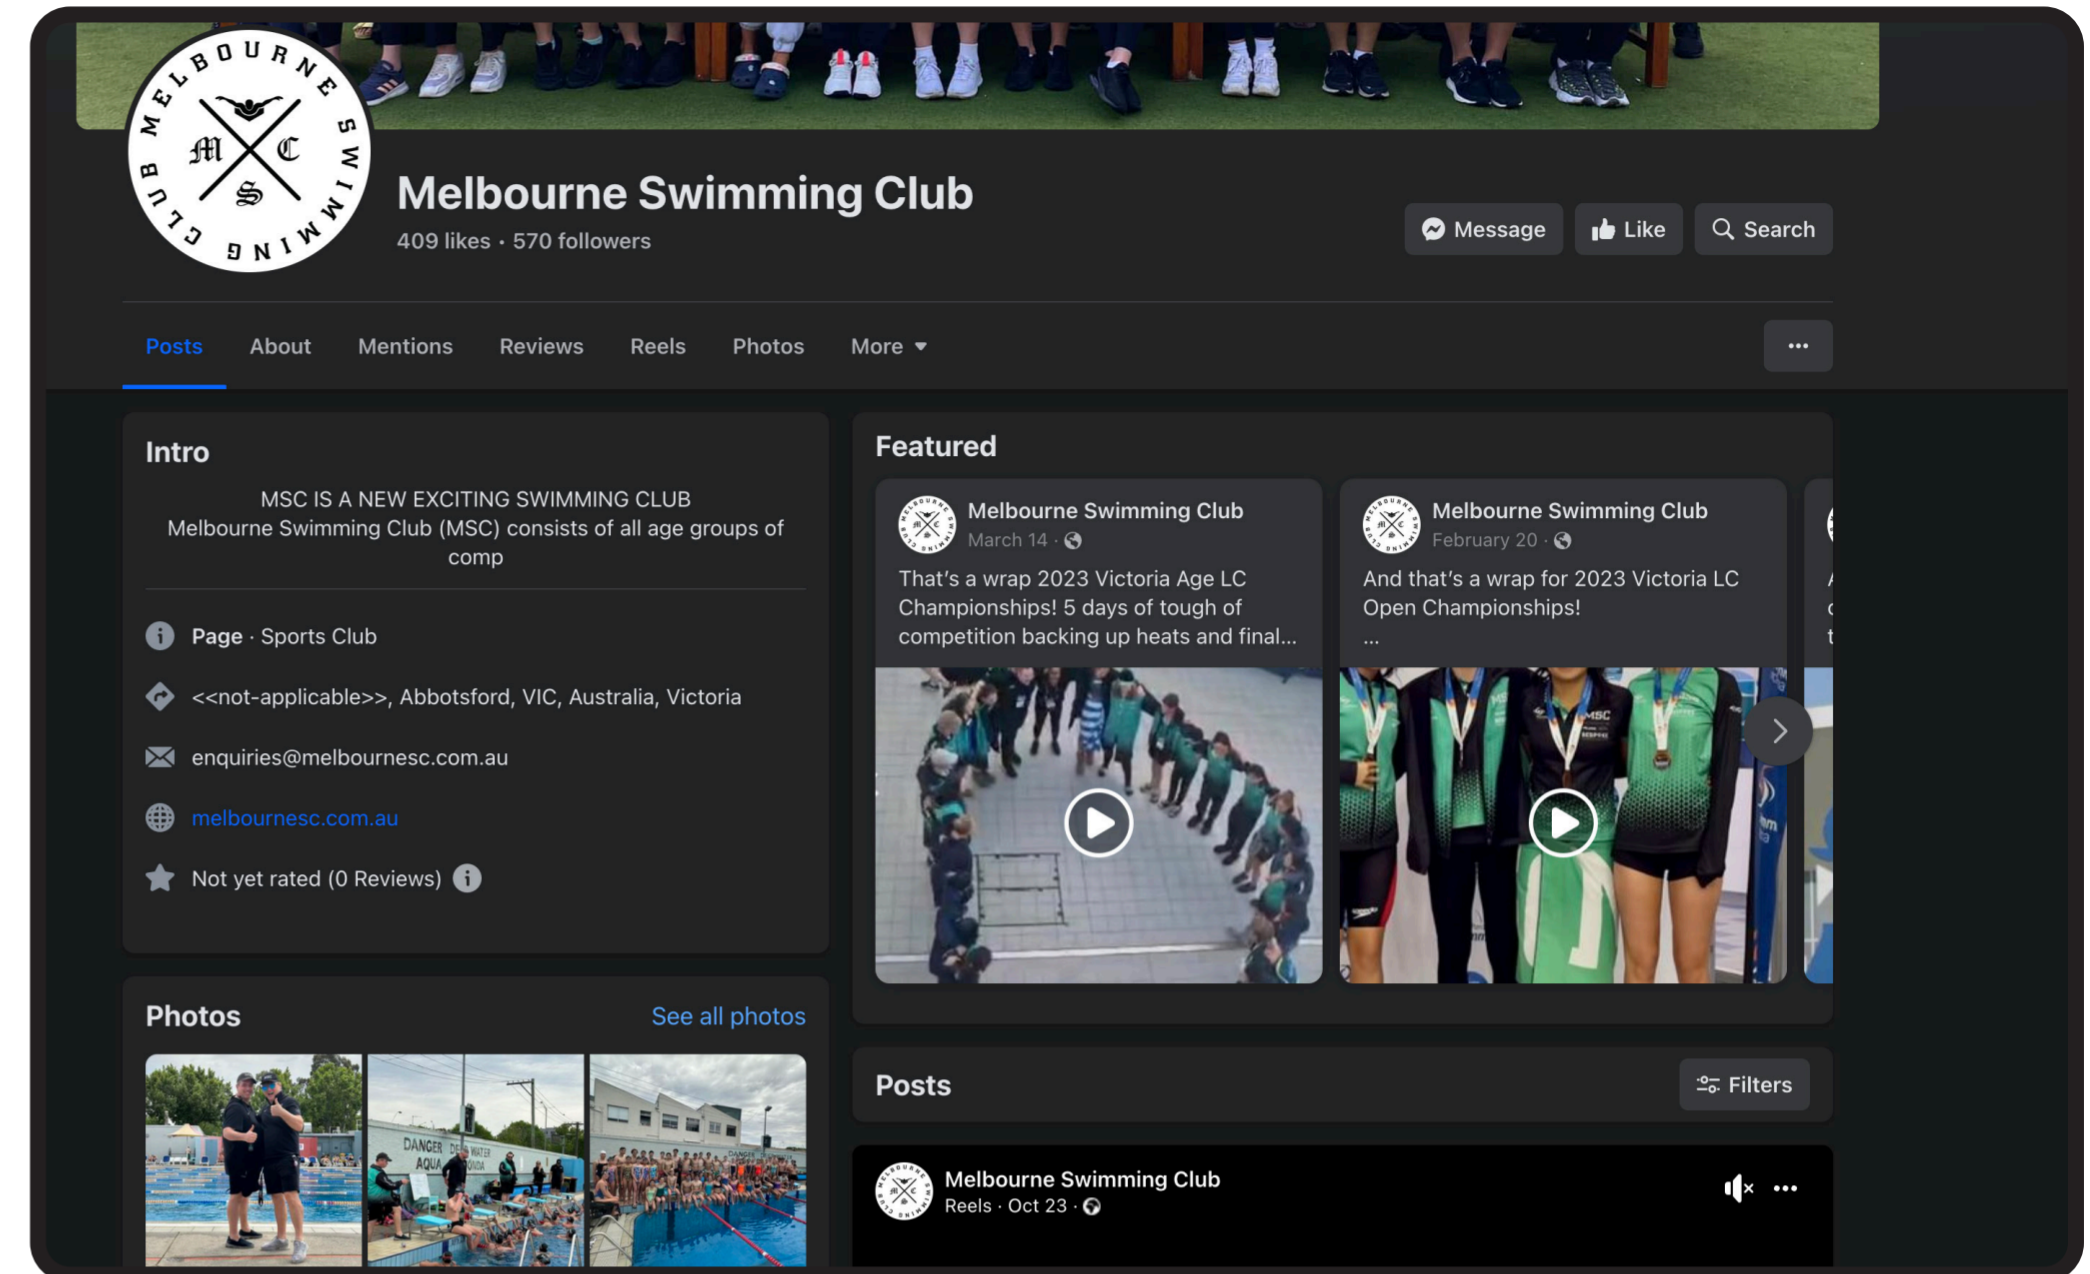 MELBOURNE SWIMMING CLUB
M C
S
Melbourne Swimming Club
409 likes · 570 followers
Message
Like
Search
Posts
About
Mentions
Reviews
Reels
Photos
More
Intro
MSC IS A NEW EXCITING SWIMMING CLUB
Melbourne Swimming Club (MSC) consists of all age groups of
comp
Page · Sports Club
<<not-applicable>>, Abbotsford, VIC, Australia, Victoria
enquiries@melbournesc.com.au
melbournesc.com.au
Not yet rated (0 Reviews)
Photos
See all photos
DANGER DEEP WATER
AQUA PROFONDA
Featured
Melbourne Swimming Club
March 14 ·
That's a wrap 2023 Victoria Age LC
Championships! 5 days of tough of
competition backing up heats and final...
Melbourne Swimming Club
February 20 ·
And that's a wrap for 2023 Victoria LC
Open Championships!
...
MSC
Posts
Filters
Melbourne Swimming Club
Reels · Oct 23 ·